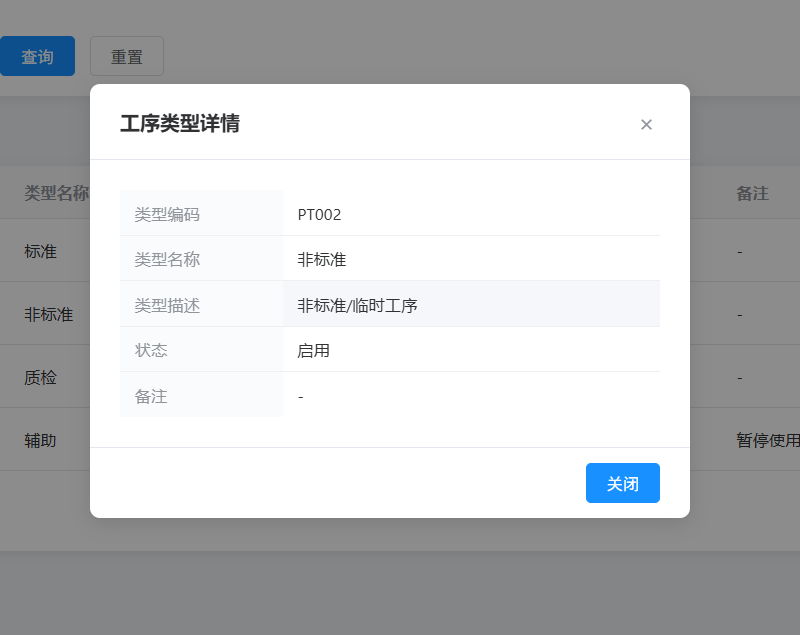 查询 重置
工序类型详情 ×
类型名称 备注
类型编码 PT002
标准 -
类型名称 非标准
类型描述 非标准/临时工序
非标准 -
状态 启用
质检 -
备注 -
辅助 暂停使用
关闭